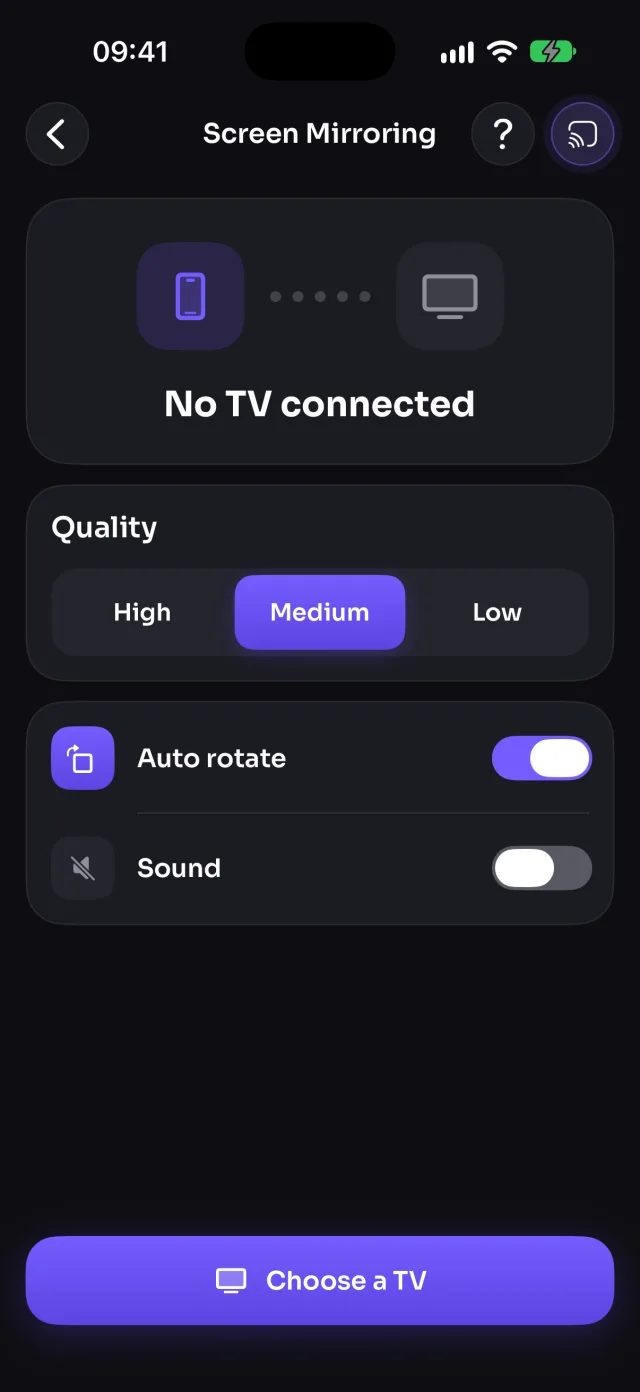 09:41
Screen Mirroring
?
No TV connected
Quality
High Medium Low
Auto rotate
Sound
Choose a TV